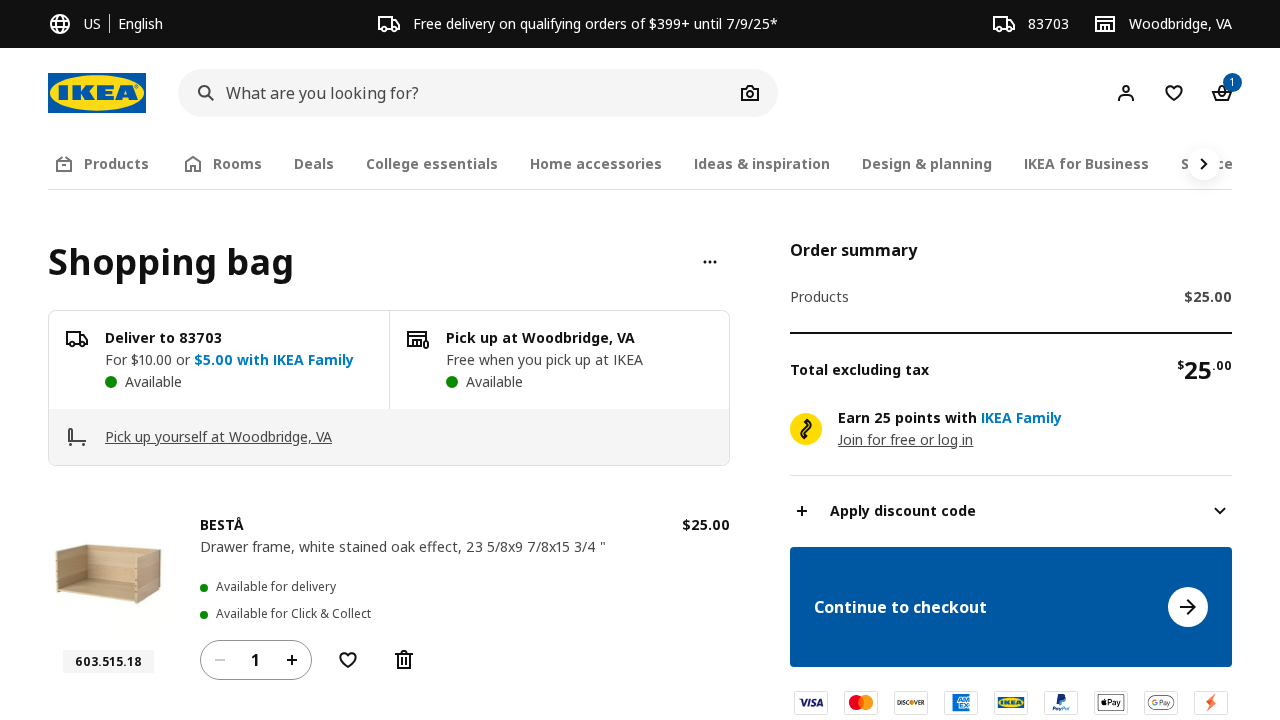 US | English
Free delivery on qualifying orders of $399+ until 7/9/25*
83703
Woodbridge, VA
IKEA
What are you looking for?
1
Products
Rooms
Deals
College essentials
Home accessories
Ideas & inspiration
Design & planning
IKEA for Business
Shopping bag
Deliver to 83703
For $10.00 or $5.00 with IKEA Family
Available
Pick up at Woodbridge, VA
Free when you pick up at IKEA
Available
Pick up yourself at Woodbridge, VA
BESTÅ
$25.00
Drawer frame, white stained oak effect, 23 5/8x9 7/8x15 3/4 "
Available for delivery
Available for Click & Collect
603.515.18
1
Order summary
Products
$25.00
Total excluding tax
$25.00
Earn 25 points with IKEA Family
Join for free or log in
Apply discount code
Continue to checkout
VISA
DISCOVER
AMEX
IKEA
PayPal
Pay
G Pay